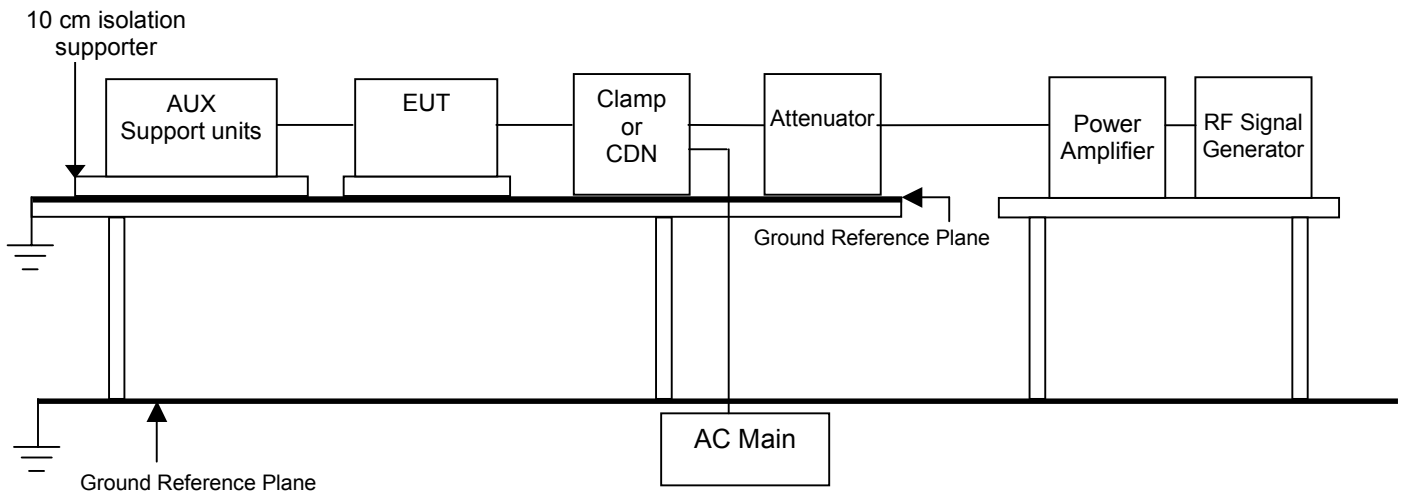 10 cm isolation
supporter
AUX
Support units
EUT
Clamp
or
CDN
Attenuator
Power
Amplifier
RF Signal
Generator
Ground Reference Plane
AC Main
Ground Reference Plane